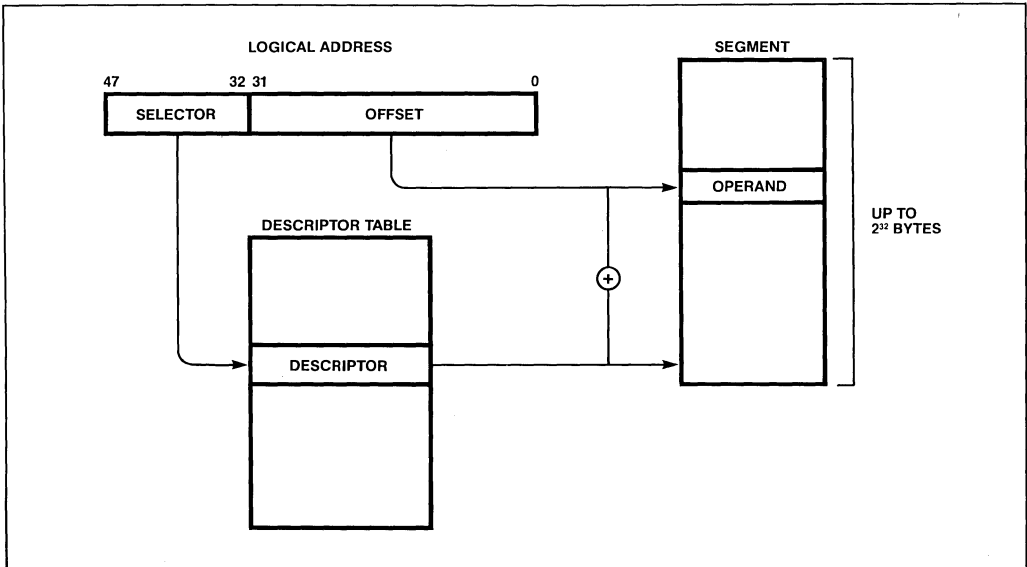 LOGICAL ADDRESS
47 32 31 0
SELECTOR OFFSET
SEGMENT
OPERAND
UP TO
2³² BYTES
DESCRIPTOR TABLE
+
DESCRIPTOR